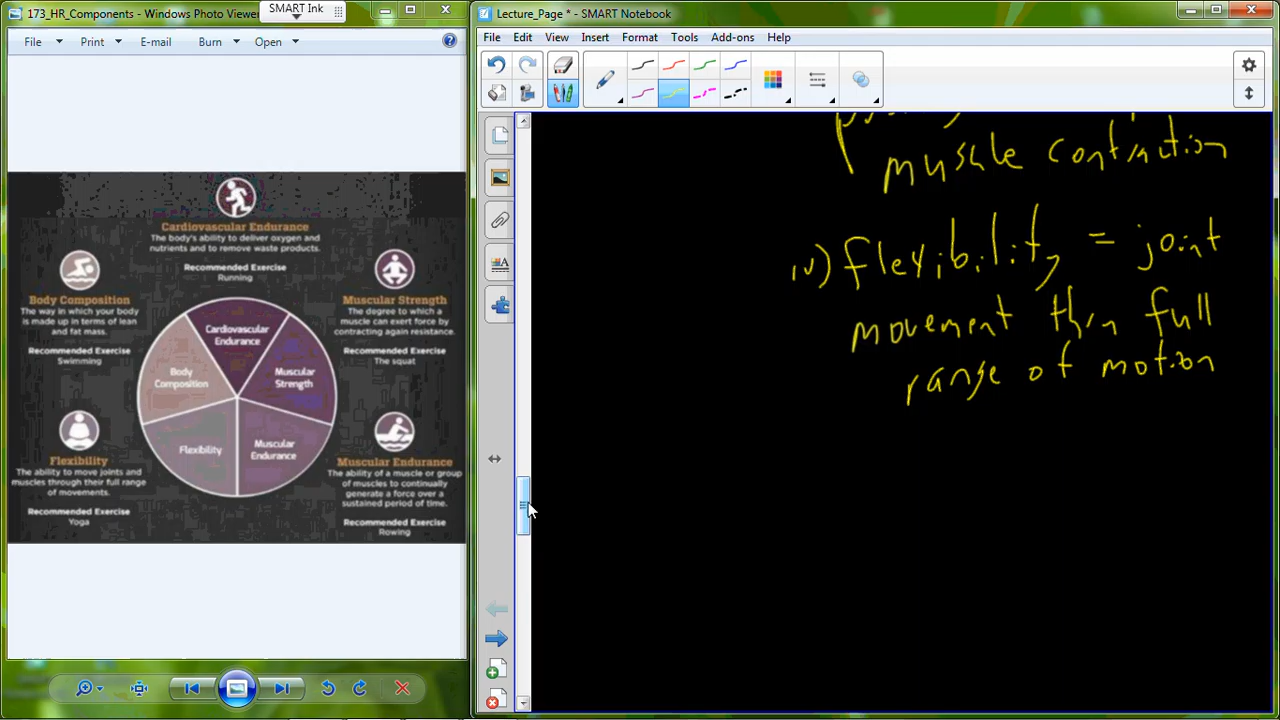 173_HR_Components - Windows Photo Viewer
SMART Ink
File Print E-mail Burn Open
Cardiovascular Endurance
The body's ability to deliver oxygen and
nutrients and to remove waste products.
Recommended Exercise
Running
Body Composition
The way in which your body
is made up in terms of lean
and fat mass.
Recommended Exercise
Swimming
Muscular Strength
The degree to which a
muscle can exert force by
contracting again resistance.
Recommended Exercise
The squat
Cardiovascular
Endurance
Body
Composition
Muscular
Strength
Flexibility
Muscular
Endurance
Flexibility
The ability to move joints and
muscles through their full range
of movements.
Recommended Exercise
Yoga
Muscular Endurance
The ability of a muscle or group
of muscles to continually
generate a force over a
sustained period of time.
Recommended Exercise
Rowing
Lecture_Page * - SMART Notebook
File Edit View Insert Format Tools Add-ons Help
muscle contraction
iv) flexibility = joint
movement thru full
range of motion